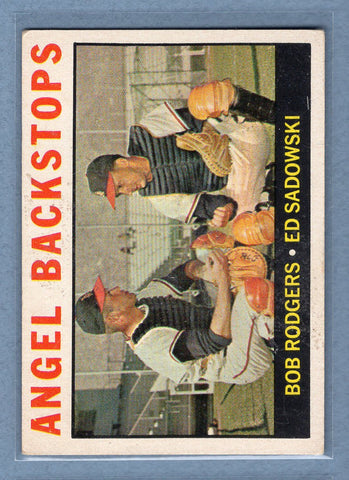 ANGEL BACKSTOPS
BOB RODGERS • ED SADOWSKI